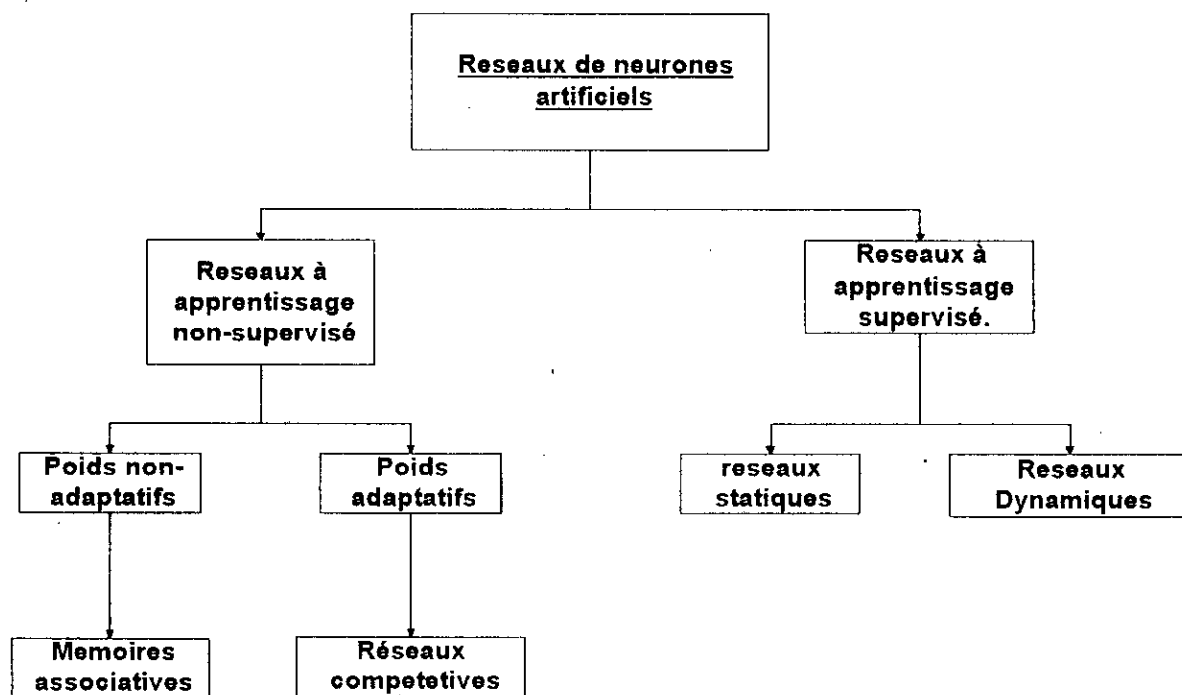 Reseaux de neurones
artificiels
Reseaux à
apprentissage
non-supervisé
Reseaux à
apprentissage
supervisé.
Poids non-
adaptatifs
Poids
adaptatifs
reseaux
statiques
Reseaux
Dynamiques
Memoires
associatives
Réseaux
competetives